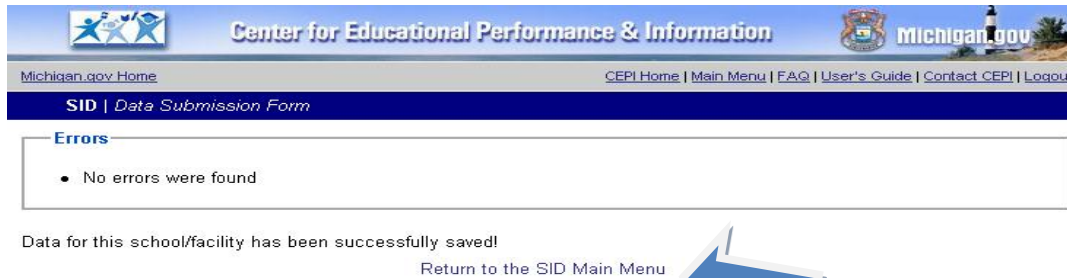 Center for Educational Performance & Information
Michigan.gov
Michigan.gov Home CEPI Home | Main Menu | FAQ | User's Guide | Contact CEPI | Logou
SID | Data Submission Form
Errors
• No errors were found
Data for this school/facility has been successfully saved!
Return to the SID Main Menu